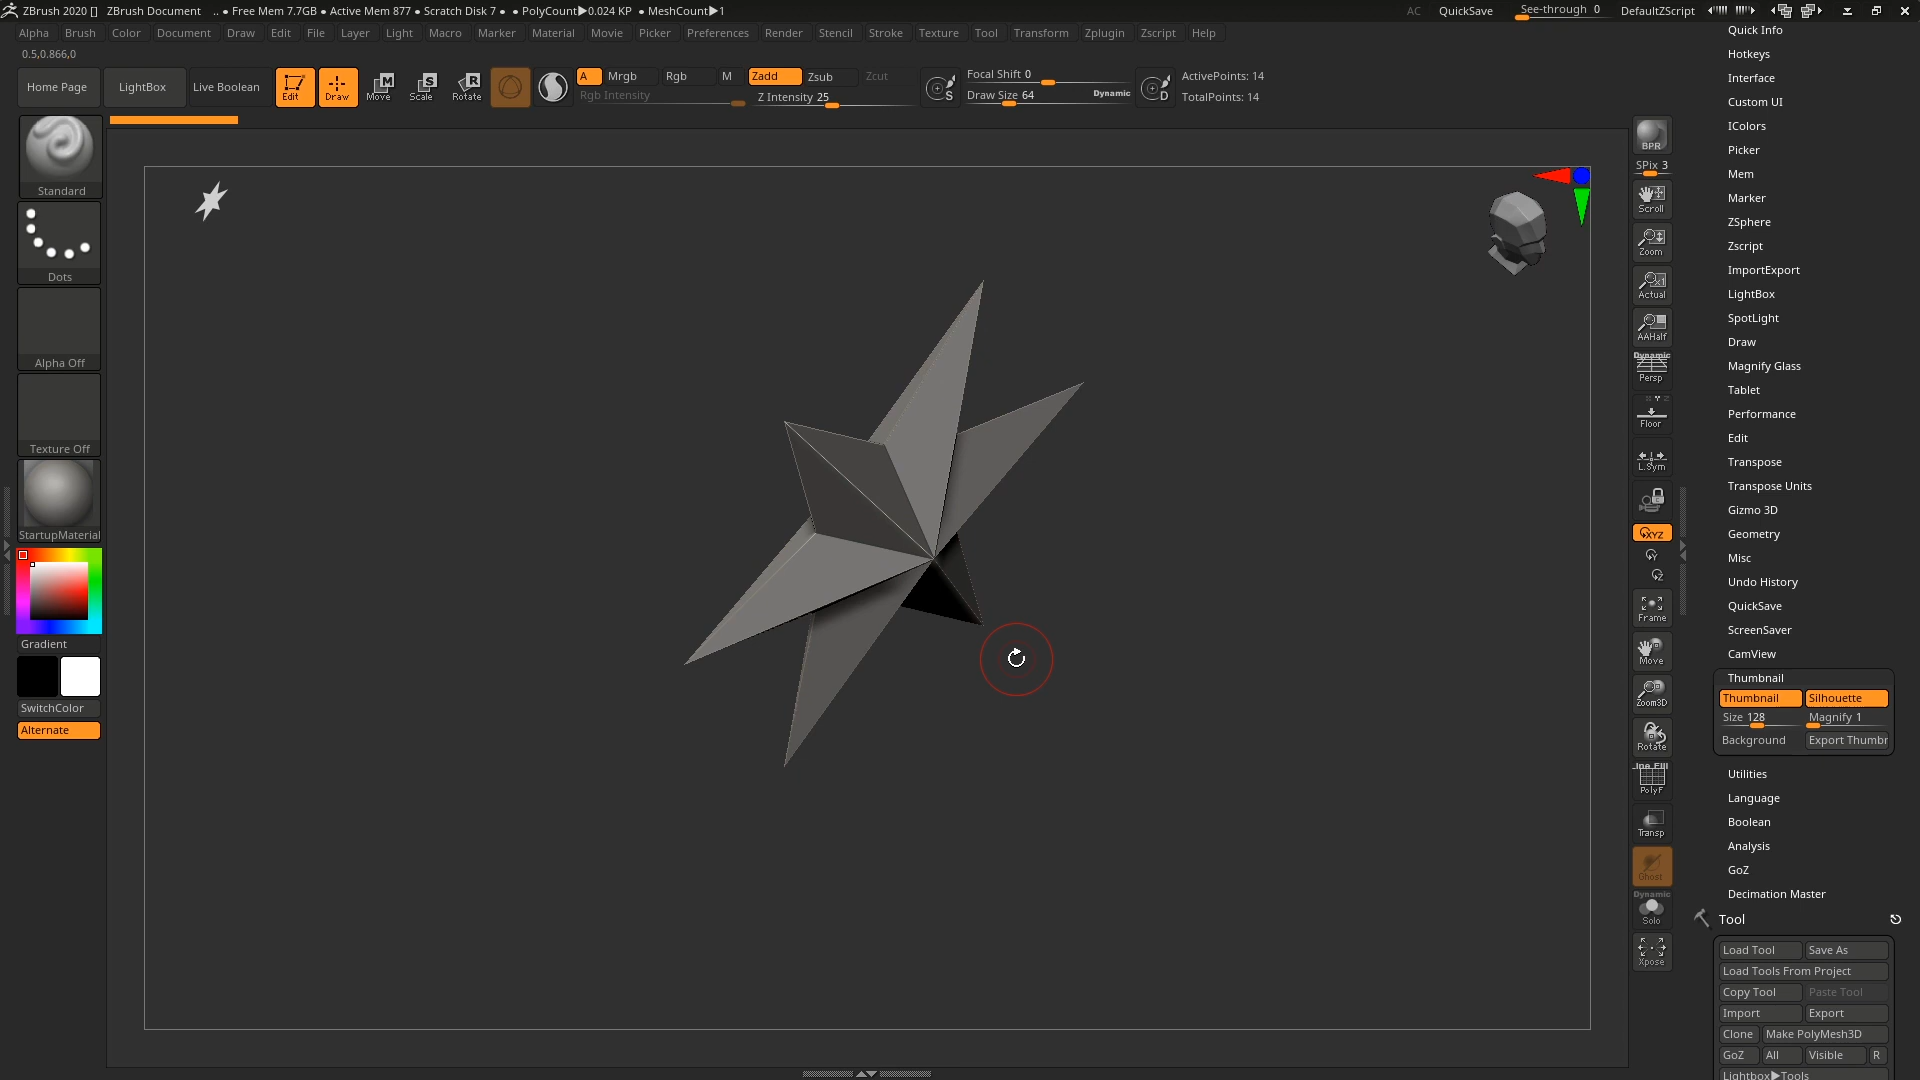 ZBrush 2020 [] ZBrush Document .. ● Free Mem 7.7GB ● Active Mem 877 ● Scratch Disk 7 ● ● PolyCount▶0.024 KP ● MeshCount▶1 AC QuickSave See-through 0 DefaultZScript
Alpha Brush Color Document Draw Edit File Layer Light Macro Marker Material Movie Picker Preferences Render Stencil Stroke Texture Tool Transform Zplugin Zscript Help
0.5,0.866,0
Home Page LightBox Live Boolean Edit Draw Move Scale Rotate
A Mrgb Rgb M Zadd Zsub Zcut
Rgb Intensity Z Intensity 25
S Focal Shift 0
Draw Size 64 Dynamic D
ActivePoints: 14
TotalPoints: 14
Standard
Dots
Alpha Off
Texture Off
StartupMaterial
Gradient
SwitchColor
Alternate
BPR
SPix 3
Scroll
Zoom
Actual
AAHalf
Dynamic
Persp
Floor
L.Sym
XYZ
Y
Z
Frame
Move
Zoom3D
Rotate
Line Fill
PolyF
Transp
Ghost
Dynamic
Solo
Xpose
Quick Info
Hotkeys
Interface
Custom UI
IColors
Picker
Mem
Marker
ZSphere
Zscript
ImportExport
LightBox
SpotLight
Draw
Magnify Glass
Tablet
Performance
Edit
Transpose
Transpose Units
Gizmo 3D
Geometry
Misc
Undo History
QuickSave
ScreenSaver
CamView
Thumbnail
Thumbnail Silhouette
Size 128 Magnify 1
Background Export Thumbr
Utilities
Language
Boolean
Analysis
GoZ
Decimation Master
Tool
Load Tool Save As
Load Tools From Project
Copy Tool Paste Tool
Import Export
Clone Make PolyMesh3D
GoZ All Visible R
Lightbox▶Tools